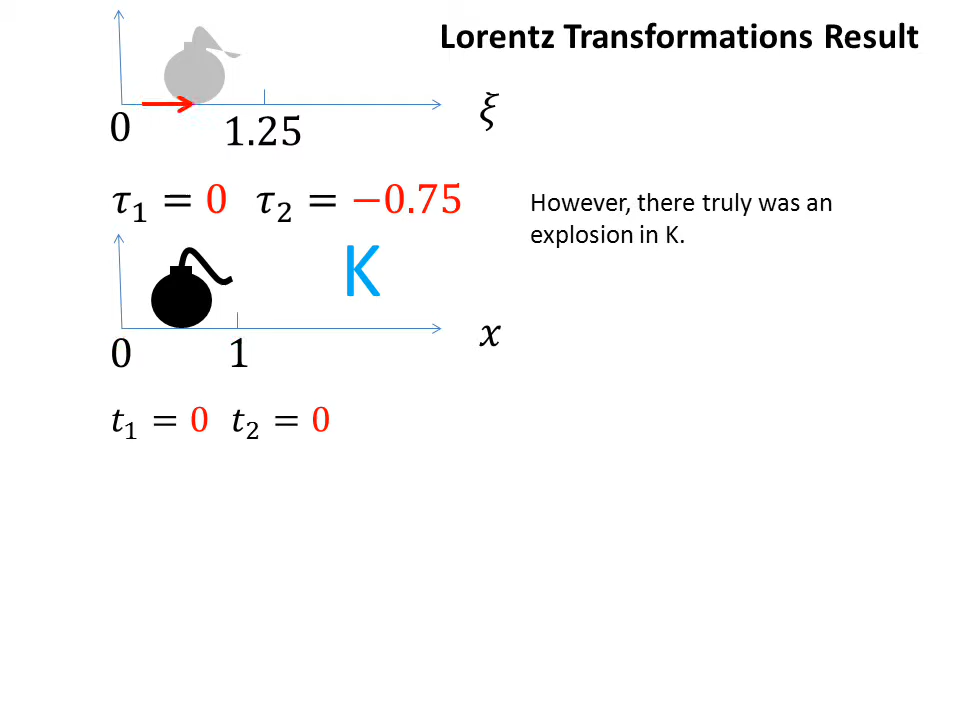 Lorentz Transformations Result
0
1.25
ξ
τ₁ = 0 τ₂ = −0.75
However, there truly was an
explosion in K.
K
0
1
x
t₁ = 0 t₂ = 0